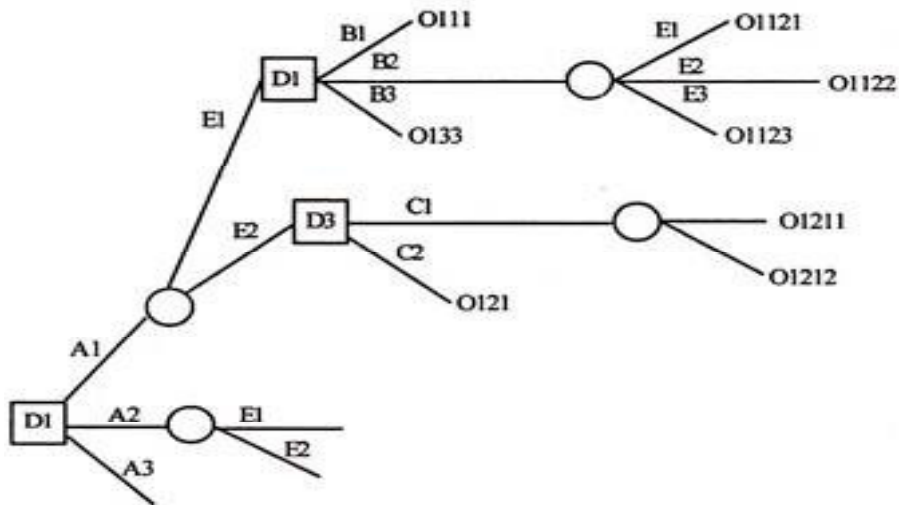 B1 O111 E1 O1121
D1 B2 E2
B3 E3 O1122
E1 O133 O1123
C1
E2 D3 O1211
C2
O1212
O121
A1
D1 A2 E1
E2
A3